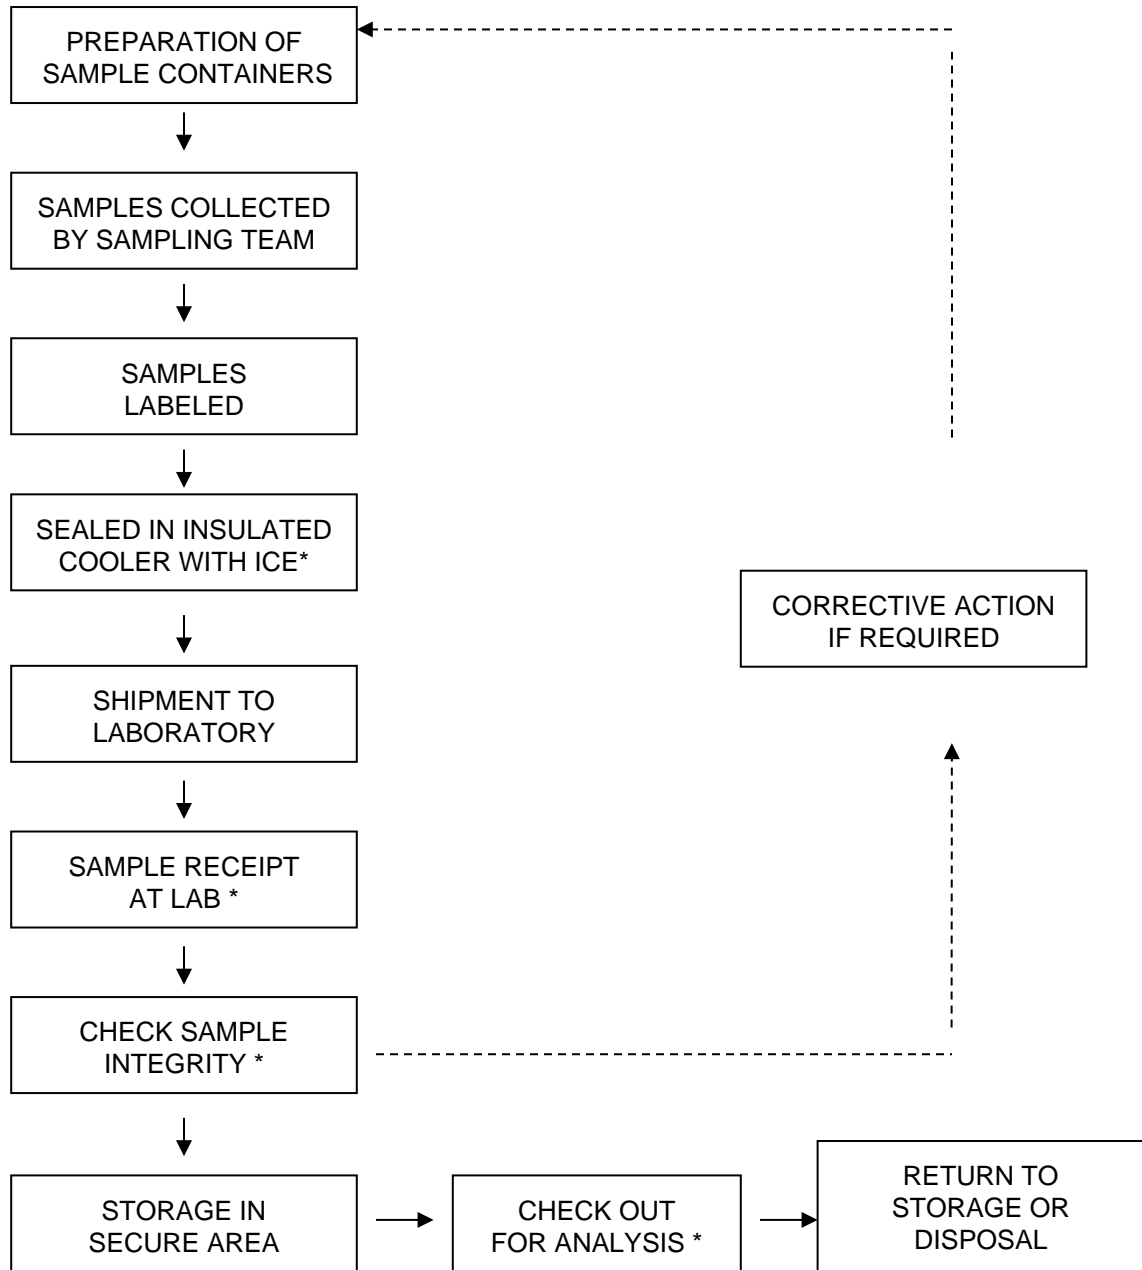 PREPARATION OF
SAMPLE CONTAINERS
SAMPLES COLLECTED
BY SAMPLING TEAM
SAMPLES
LABELED
SEALED IN INSULATED
COOLER WITH ICE*
CORRECTIVE ACTION
IF REQUIRED
SHIPMENT TO
LABORATORY
SAMPLE RECEIPT
AT LAB *
CHECK SAMPLE
INTEGRITY *
STORAGE IN
SECURE AREA
CHECK OUT
FOR ANALYSIS *
RETURN TO
STORAGE OR
DISPOSAL